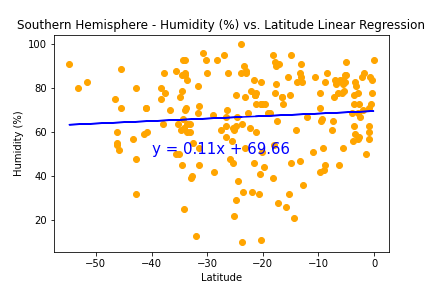 Southern Hemisphere - Humidity (%) vs. Latitude Linear Regression
Humidity (%)
100
80
60
40
20
y = 0.11x + 69.66
−50
−40
−30
−20
−10
0
Latitude